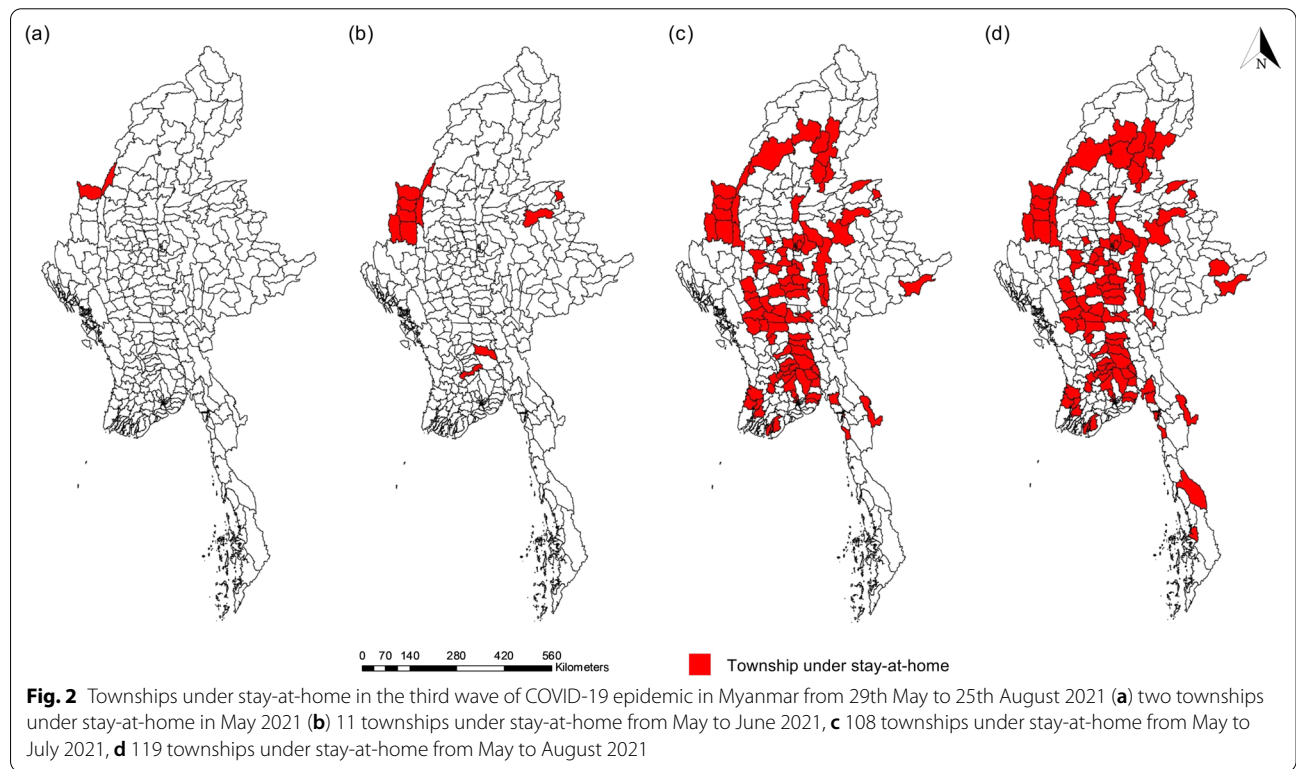 (a) (b) (c) (d)
N
0 70 140 280 420 560
Kilometers
Township under stay-at-home
Fig. 2 Townships under stay-at-home in the third wave of COVID-19 epidemic in Myanmar from 29th May to 25th August 2021 (a) two townships
under stay-at-home in May 2021 (b) 11 townships under stay-at-home from May to June 2021, c 108 townships under stay-at-home from May to
July 2021, d 119 townships under stay-at-home from May to August 2021